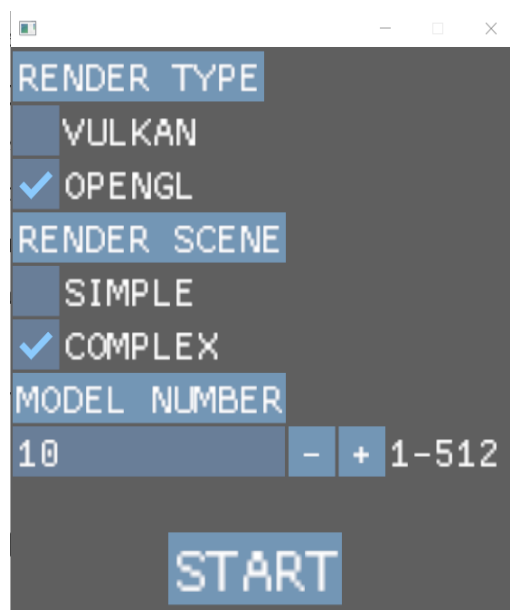 RENDER TYPE
VULKAN
OPENGL
RENDER SCENE
SIMPLE
COMPLEX
MODEL NUMBER
10 - + 1-512
START